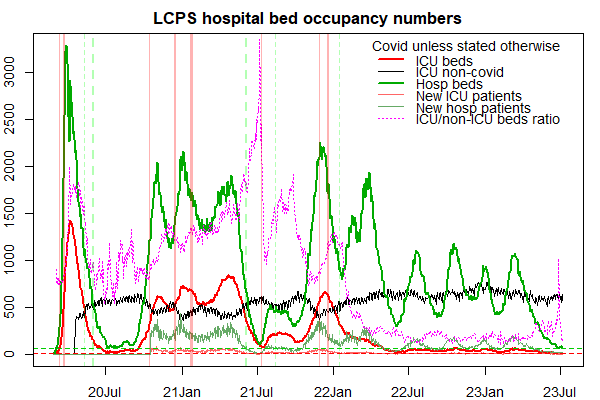 LCPS hospital bed occupancy numbers
Covid unless stated otherwise
ICU beds
ICU non-covid
Hosp beds
New ICU patients
New hosp patients
ICU/non-ICU beds ratio
3000
2500
2000
1500
1000
500
0
20Jul 21Jan 21Jul 22Jan 22Jul 23Jan 23Jul